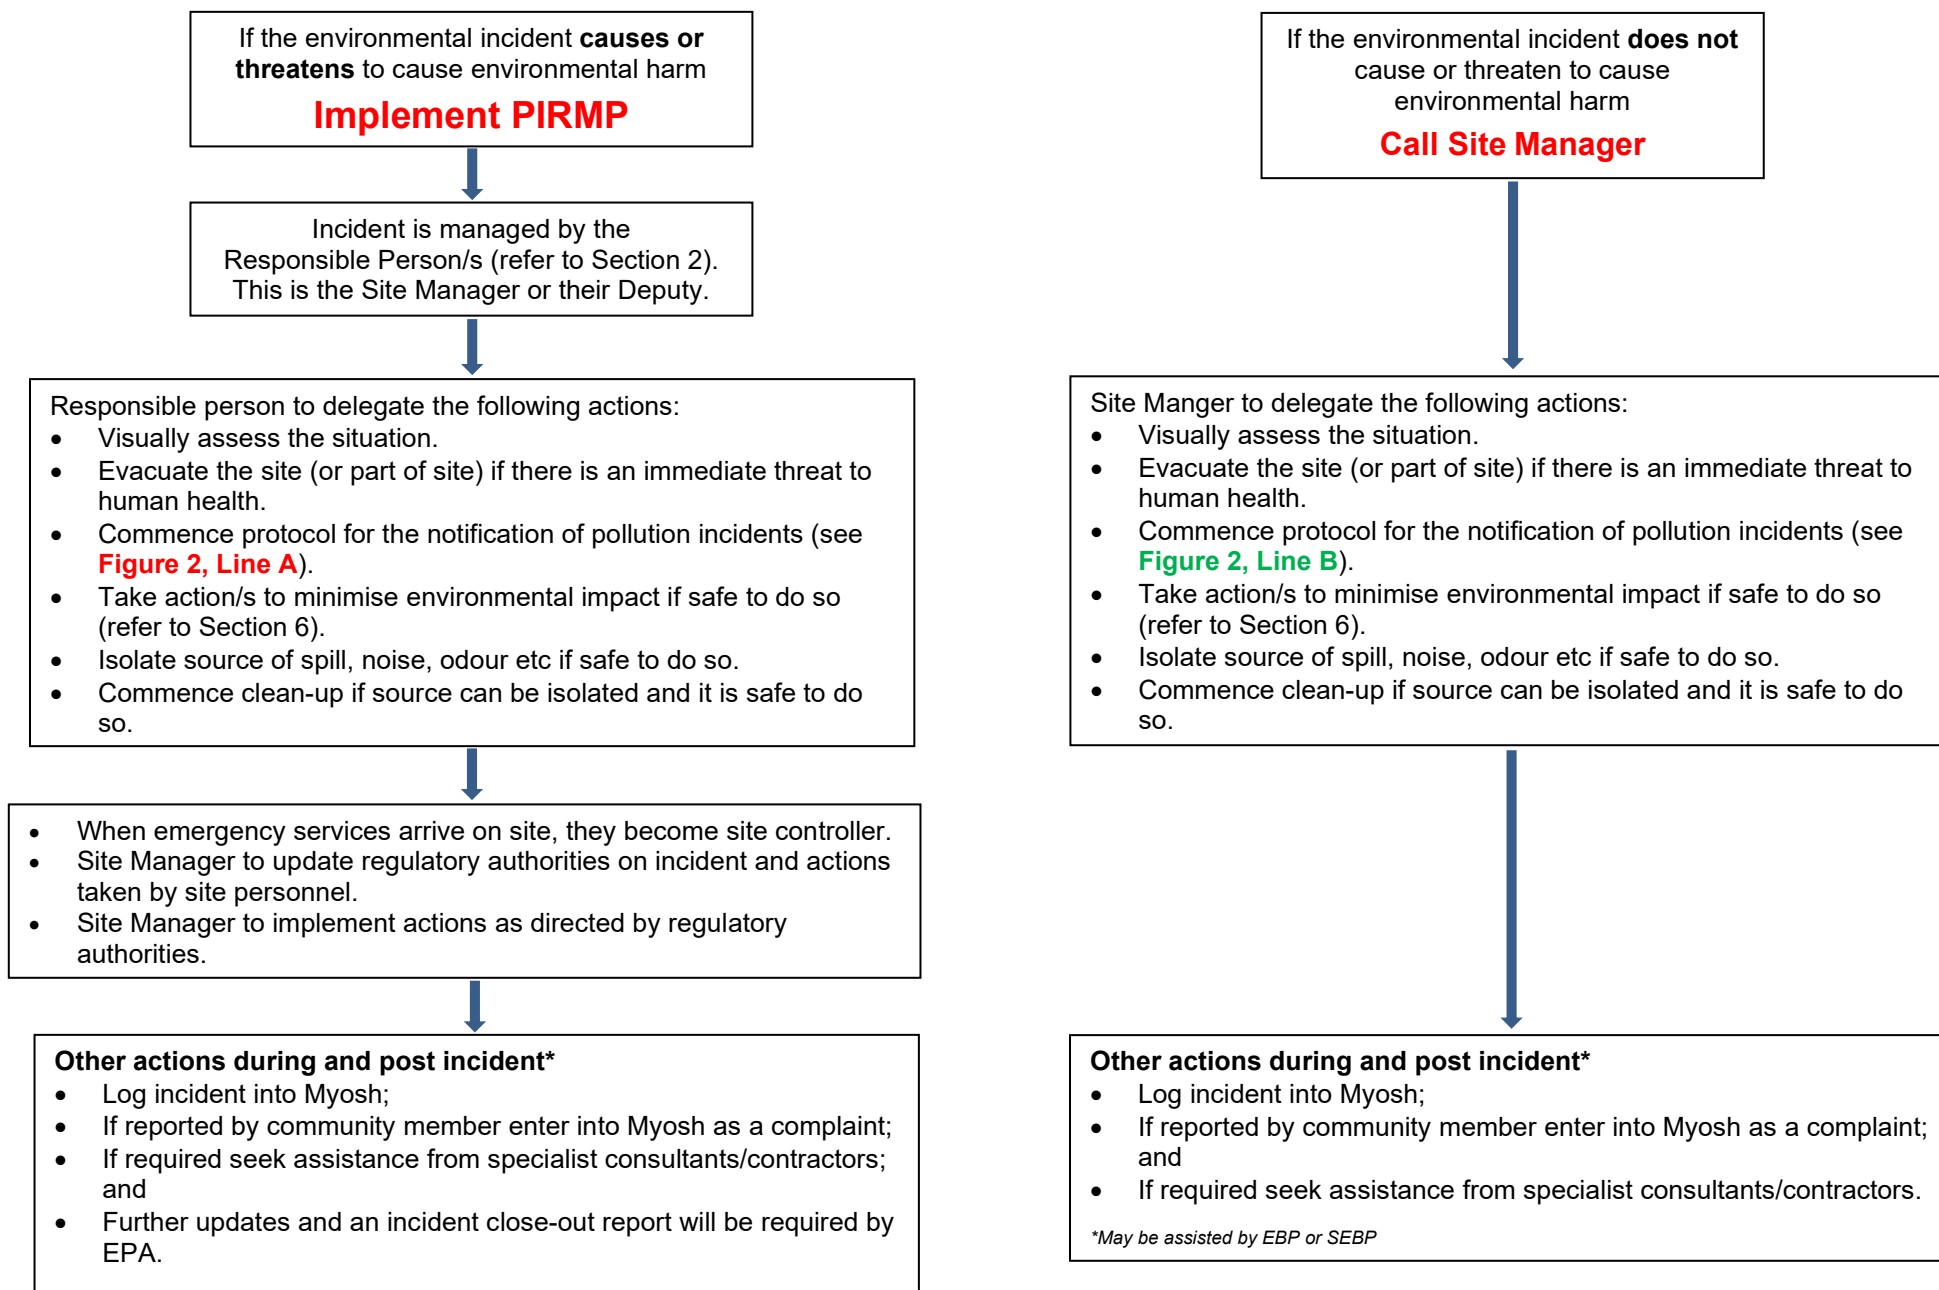 If the environmental incident causes or
threatens to cause environmental harm
Implement PIRMP
Incident is managed by the
Responsible Person/s (refer to Section 2).
This is the Site Manager or their Deputy.
Responsible person to delegate the following actions:
• Visually assess the situation.
• Evacuate the site (or part of site) if there is an immediate threat to
human health.
• Commence protocol for the notification of pollution incidents (see
Figure 2, Line A).
• Take action/s to minimise environmental impact if safe to do so
(refer to Section 6).
• Isolate source of spill, noise, odour etc if safe to do so.
• Commence clean-up if source can be isolated and it is safe to do
so.
• When emergency services arrive on site, they become site controller.
• Site Manager to update regulatory authorities on incident and actions
taken by site personnel.
• Site Manager to implement actions as directed by regulatory
authorities.
Other actions during and post incident*
• Log incident into Myosh;
• If reported by community member enter into Myosh as a complaint;
• If required seek assistance from specialist consultants/contractors;
and
• Further updates and an incident close-out report will be required by
EPA.
If the environmental incident does not
cause or threaten to cause
environmental harm
Call Site Manager
Site Manger to delegate the following actions:
• Visually assess the situation.
• Evacuate the site (or part of site) if there is an immediate threat to
human health.
• Commence protocol for the notification of pollution incidents (see
Figure 2, Line B).
• Take action/s to minimise environmental impact if safe to do so
(refer to Section 6).
• Isolate source of spill, noise, odour etc if safe to do so.
• Commence clean-up if source can be isolated and it is safe to do
so.
Other actions during and post incident*
• Log incident into Myosh;
• If reported by community member enter into Myosh as a complaint;
and
• If required seek assistance from specialist consultants/contractors.
*May be assisted by EBP or SEBP